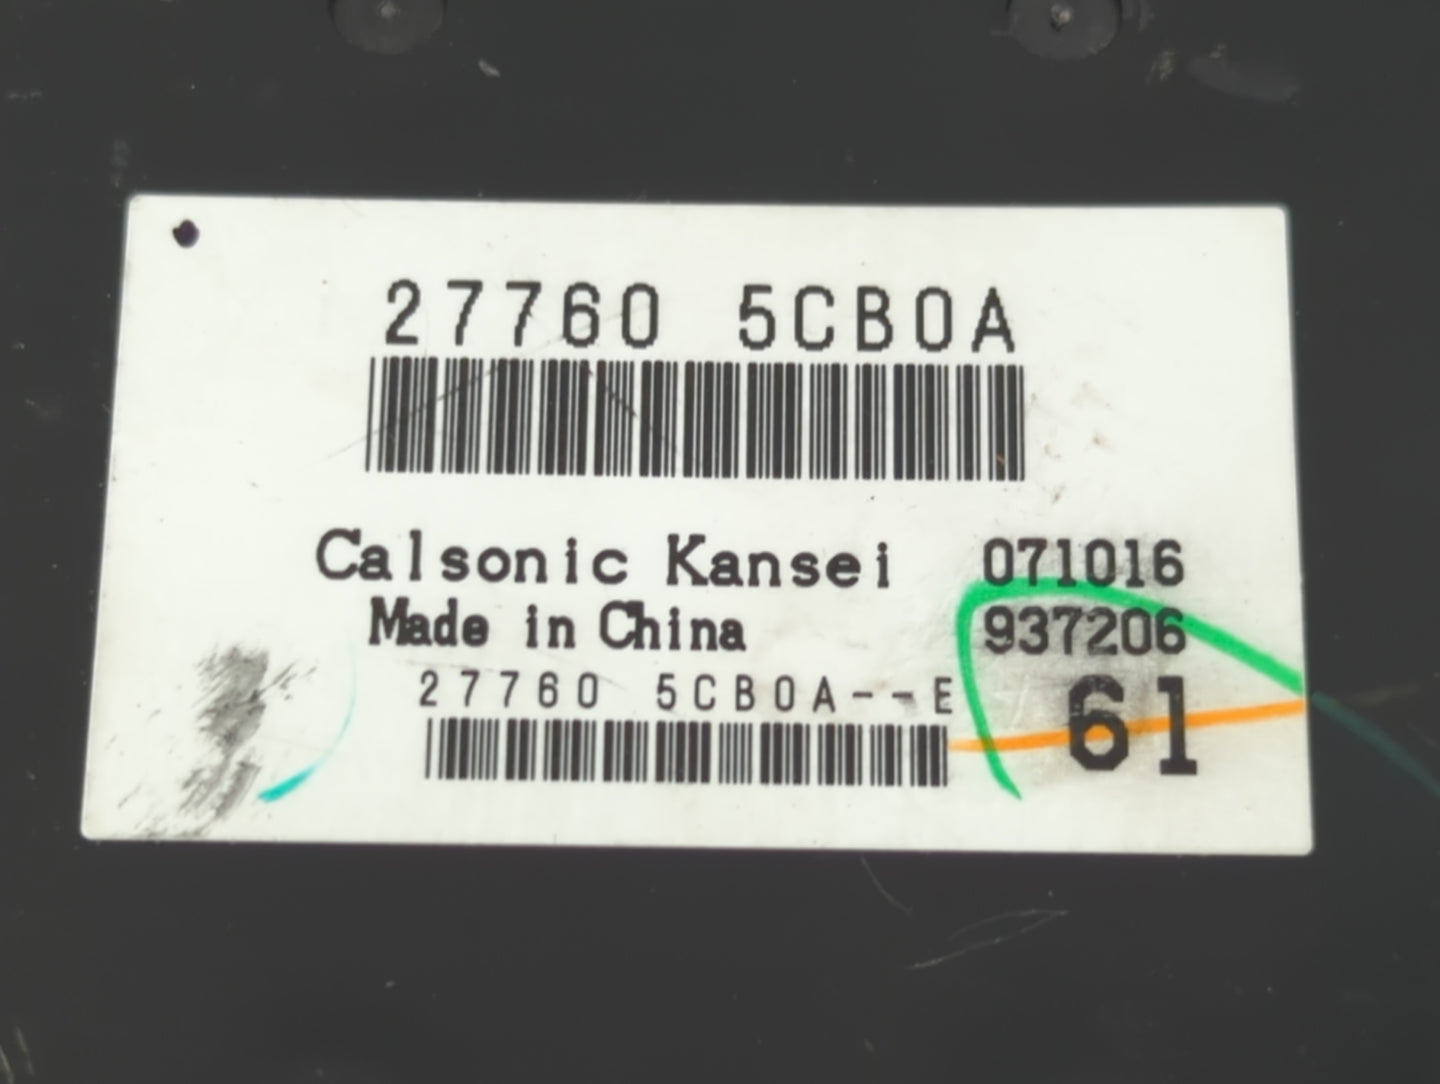 27760 5CB0A
Calsonic Kansei 071016
Made in China 937206
27760 5CB0A--E 61